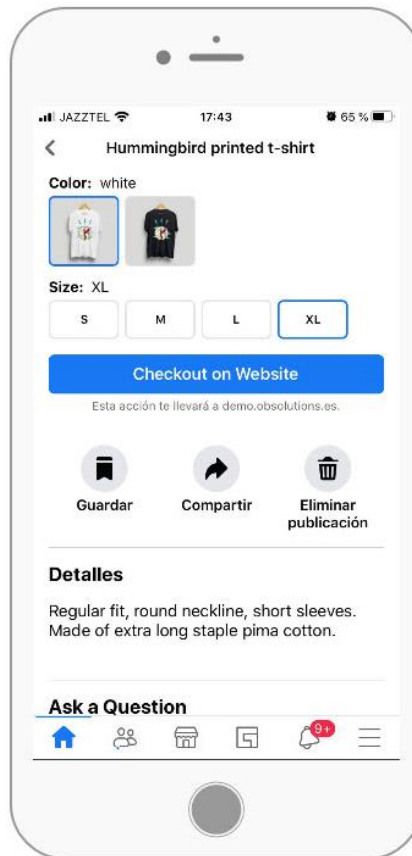 JAZZTEL 17:43 65 %
Hummingbird printed t-shirt
Color: white
Size: XL
S M L XL
Checkout on Website
Esta acción te llevará a demo.obsolutions.es.
Guardar Compartir Eliminar
publicación
Detalles
Regular fit, round neckline, short sleeves.
Made of extra long staple pima cotton.
Ask a Question
9+